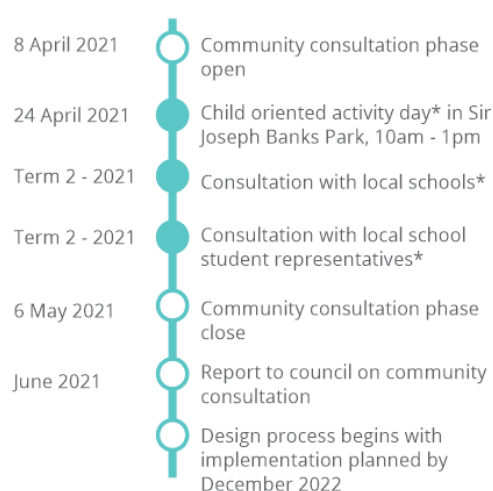 8 April 2021
Community consultation phase
open
24 April 2021
Child oriented activity day* in Sir
Joseph Banks Park, 10am - 1pm
Term 2 - 2021
Consultation with local schools*
Term 2 - 2021
Consultation with local school
student representatives*
6 May 2021
Community consultation phase
close
June 2021
Report to council on community
consultation
Design process begins with
implementation planned by
December 2022